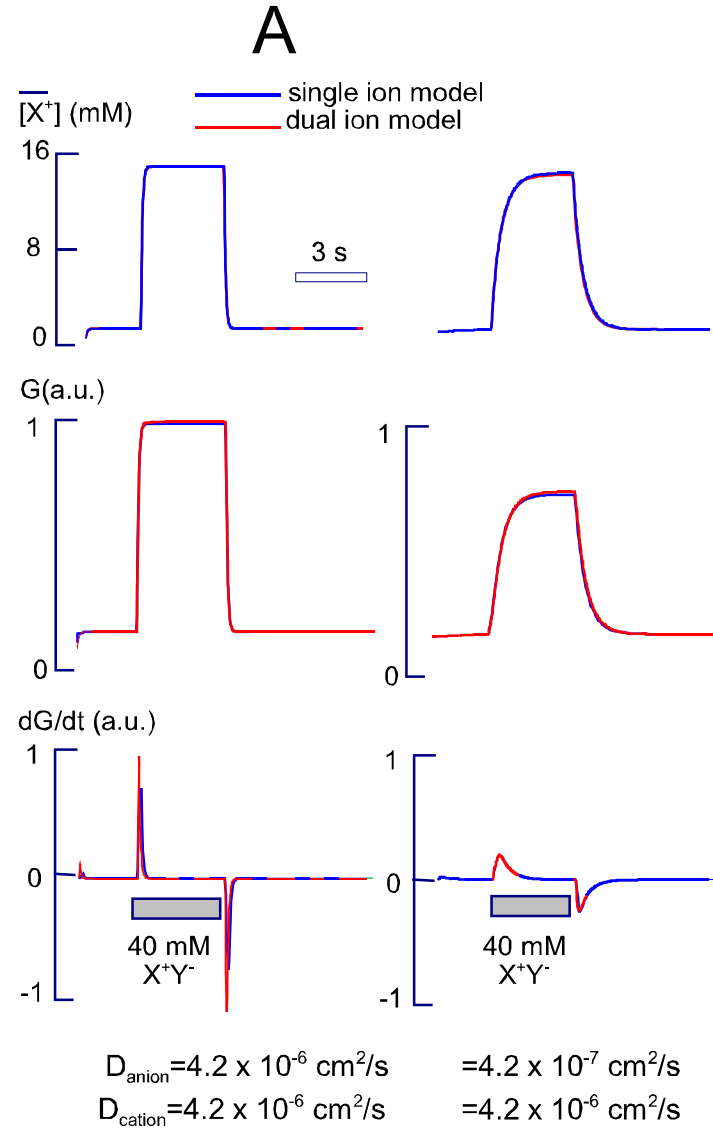 A
single ion model
[X⁺] (mM)
dual ion model
16
8
0
3 s
G(a.u.)
1
0
1
0
dG/dt (a.u.)
1
0
-1
1
0
-1
40 mM
X⁺Y⁻
40 mM
X⁺Y⁻
D_anion=4.2 x 10⁻⁶ cm²/s =4.2 x 10⁻⁷ cm²/s
D_cation=4.2 x 10⁻⁶ cm²/s =4.2 x 10⁻⁶ cm²/s